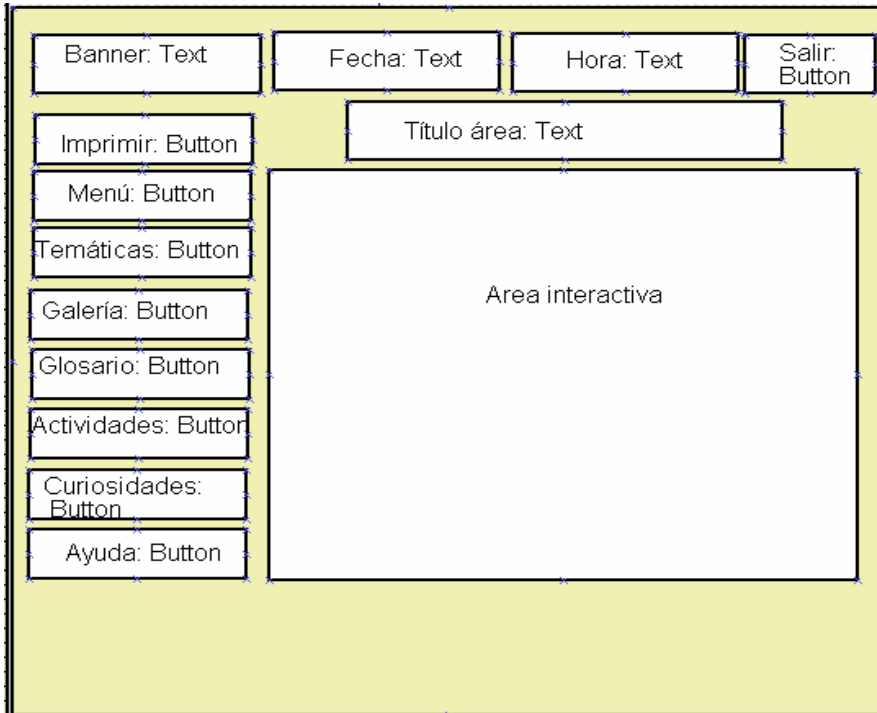 Banner: Text
Fecha: Text
Hora: Text
Salir:
Button
Título área: Text
Imprimir: Button
Menú: Button
Temáticas: Button
Galería: Button
Glosario: Button
Actividades: Button
Curiosidades:
Button
Ayuda: Button
Area interactiva